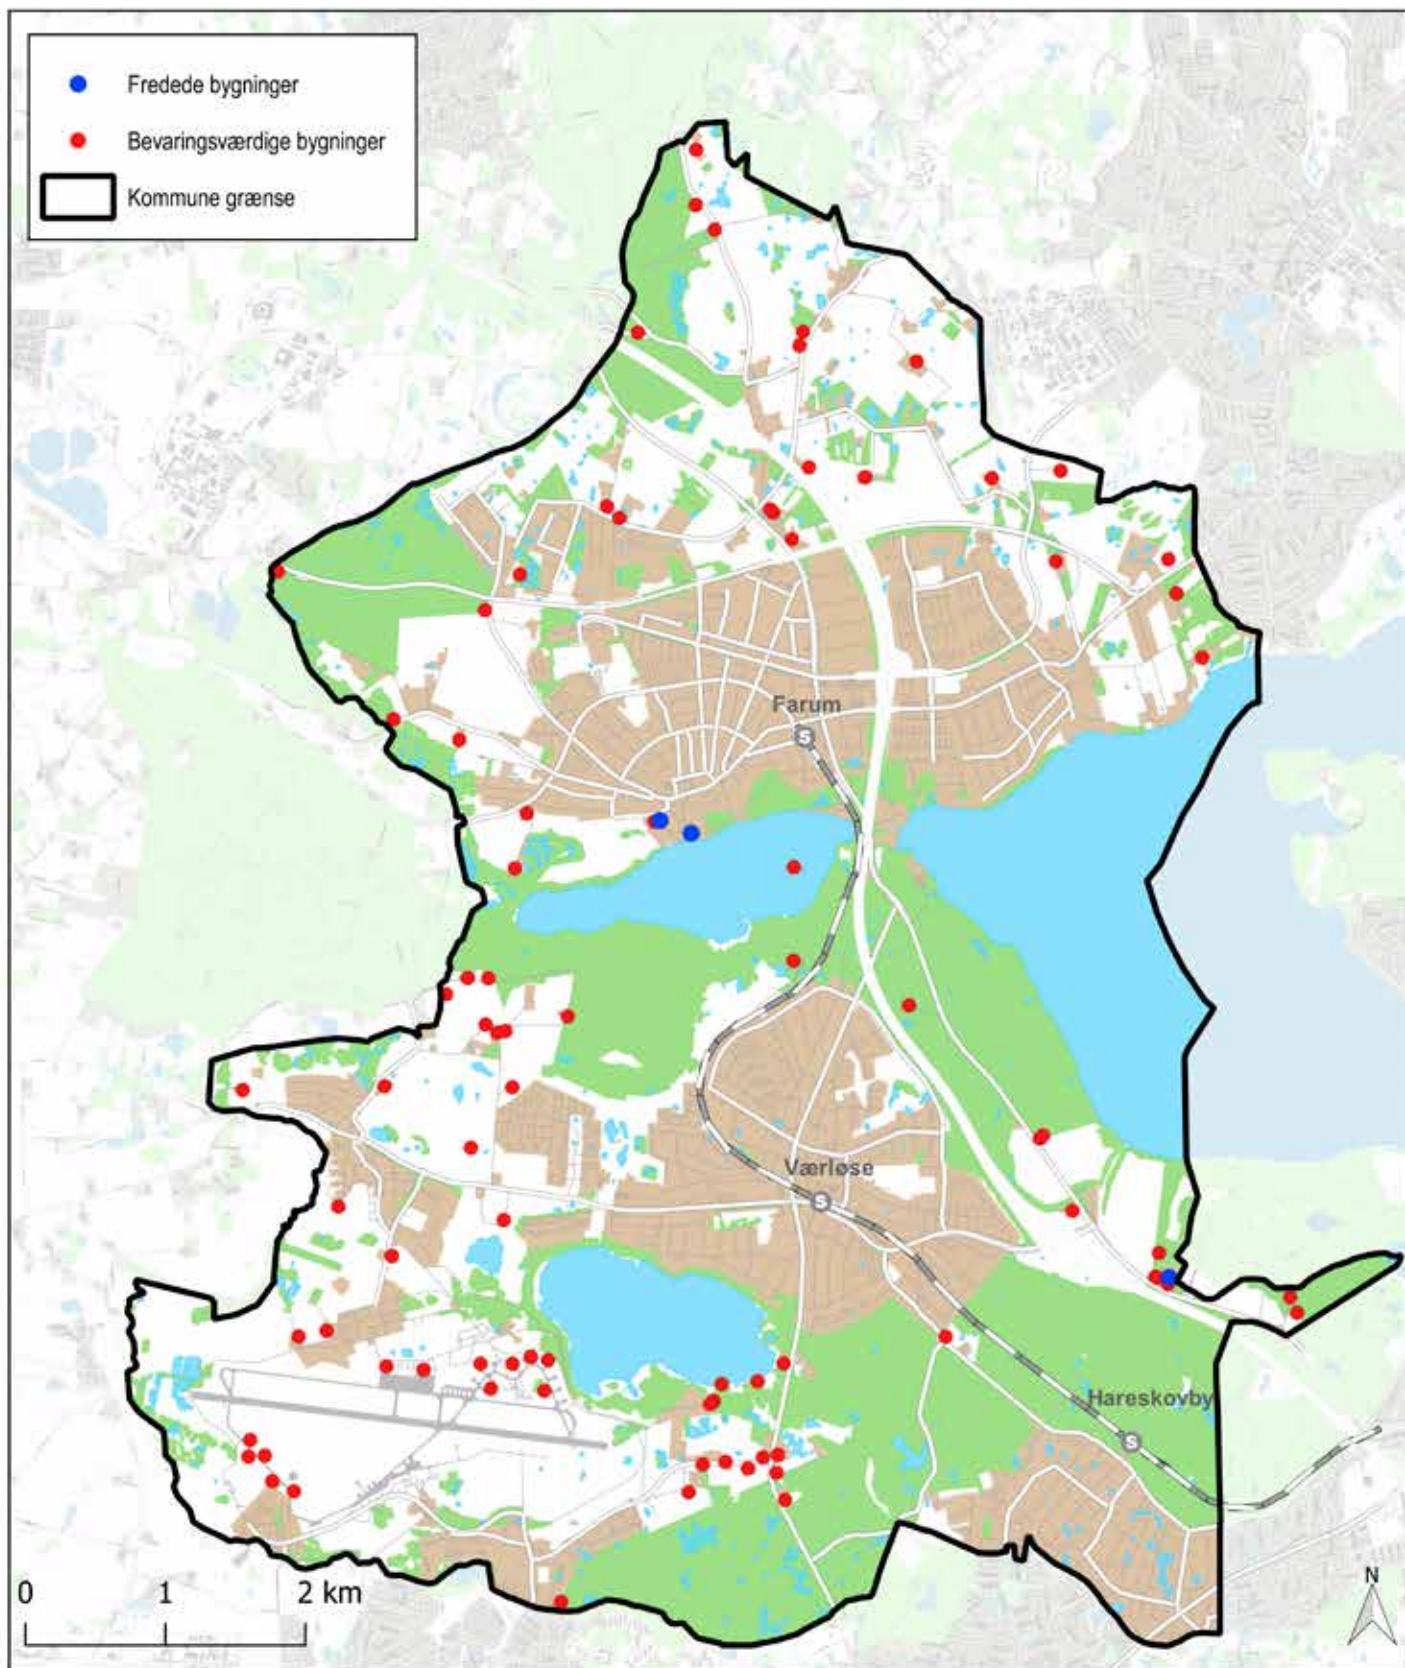 Fredede bygninger
Bevaringsværdige bygninger
Kommune grænse
Farum
S
Værløse
S
Hareskovby
S
0 1 2 km
N